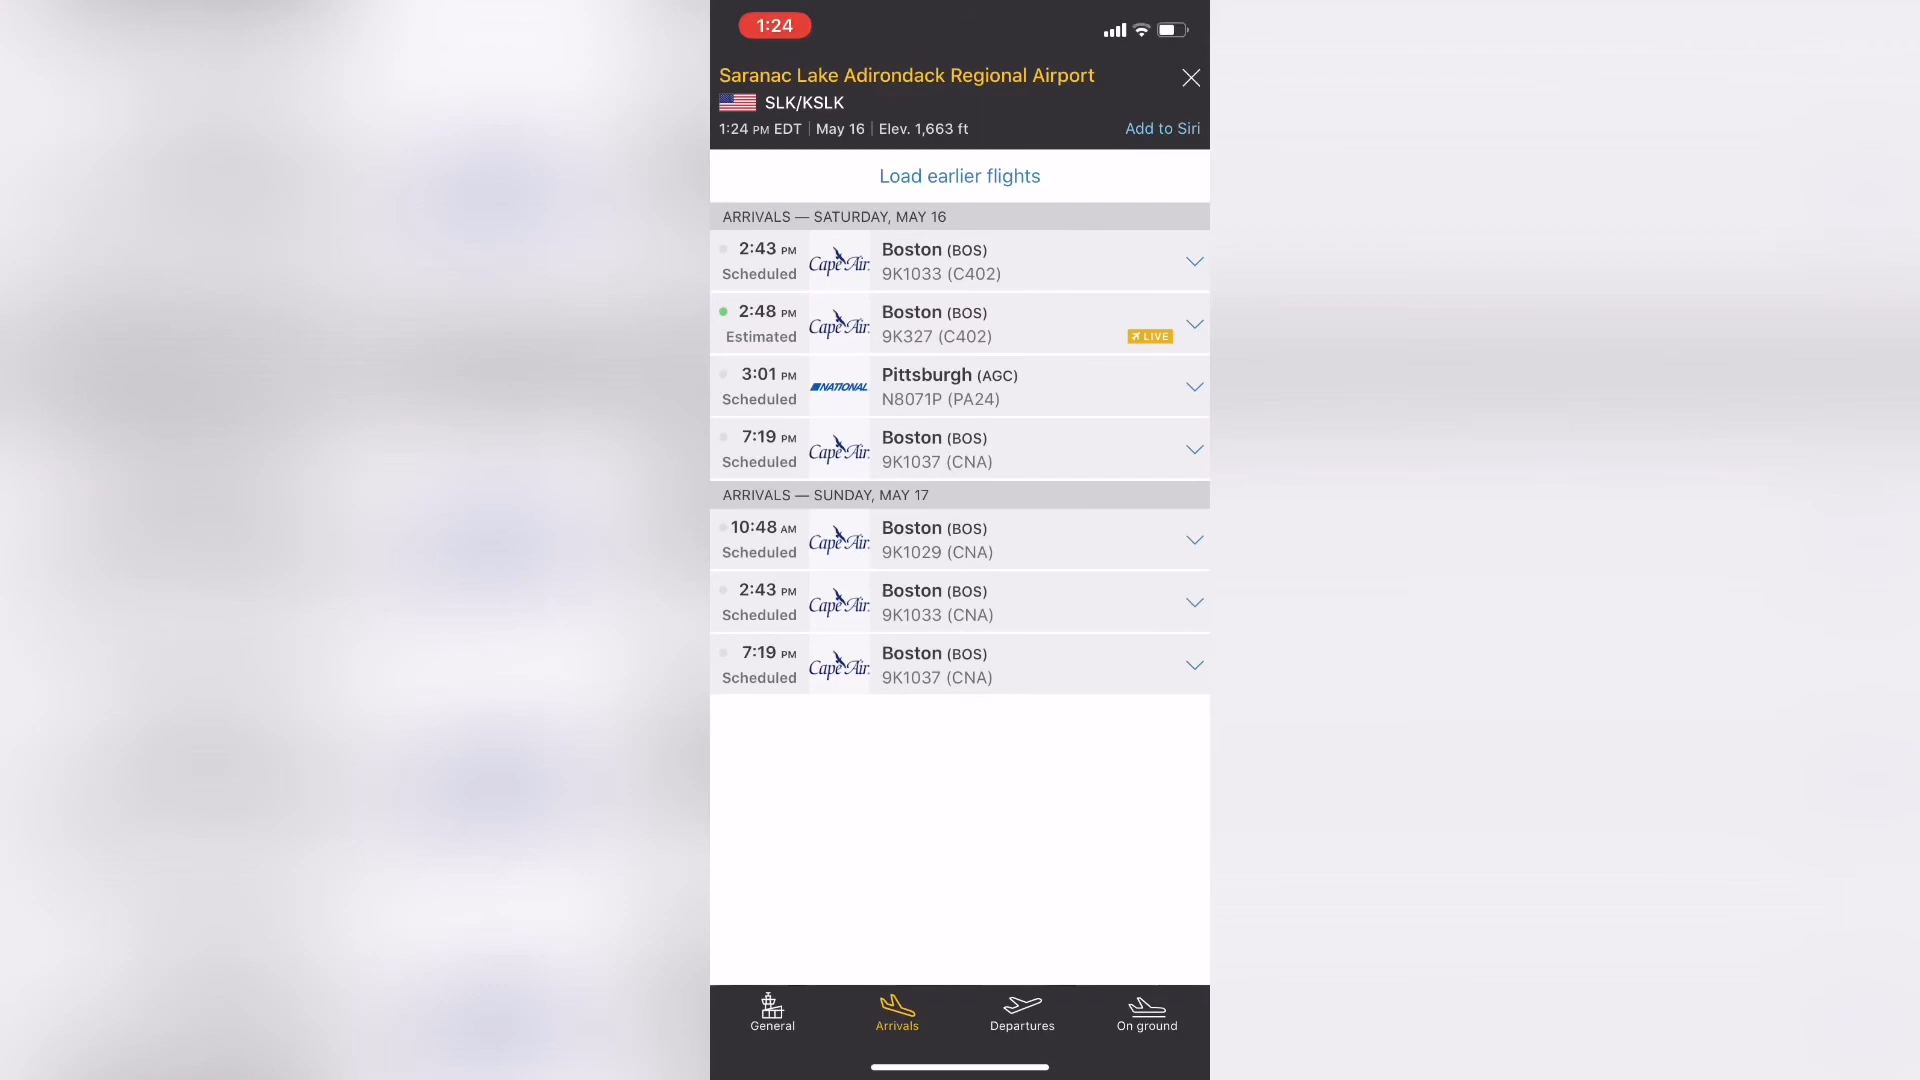 1:24
Saranac Lake Adirondack Regional Airport
SLK/KSLK
1:24 PM EDT | May 16 | Elev. 1,663 ft
Add to Siri
Load earlier flights
ARRIVALS — SATURDAY, MAY 16
2:43 PM
Scheduled
Cape Air
Boston (BOS)
9K1033 (C402)
2:48 PM
Estimated
Cape Air
Boston (BOS)
9K327 (C402)
LIVE
3:01 PM
Scheduled
NATIONAL
Pittsburgh (AGC)
N8071P (PA24)
7:19 PM
Scheduled
Cape Air
Boston (BOS)
9K1037 (CNA)
ARRIVALS — SUNDAY, MAY 17
10:48 AM
Scheduled
Cape Air
Boston (BOS)
9K1029 (CNA)
2:43 PM
Scheduled
Cape Air
Boston (BOS)
9K1033 (CNA)
7:19 PM
Scheduled
Cape Air
Boston (BOS)
9K1037 (CNA)
General
Arrivals
Departures
On ground